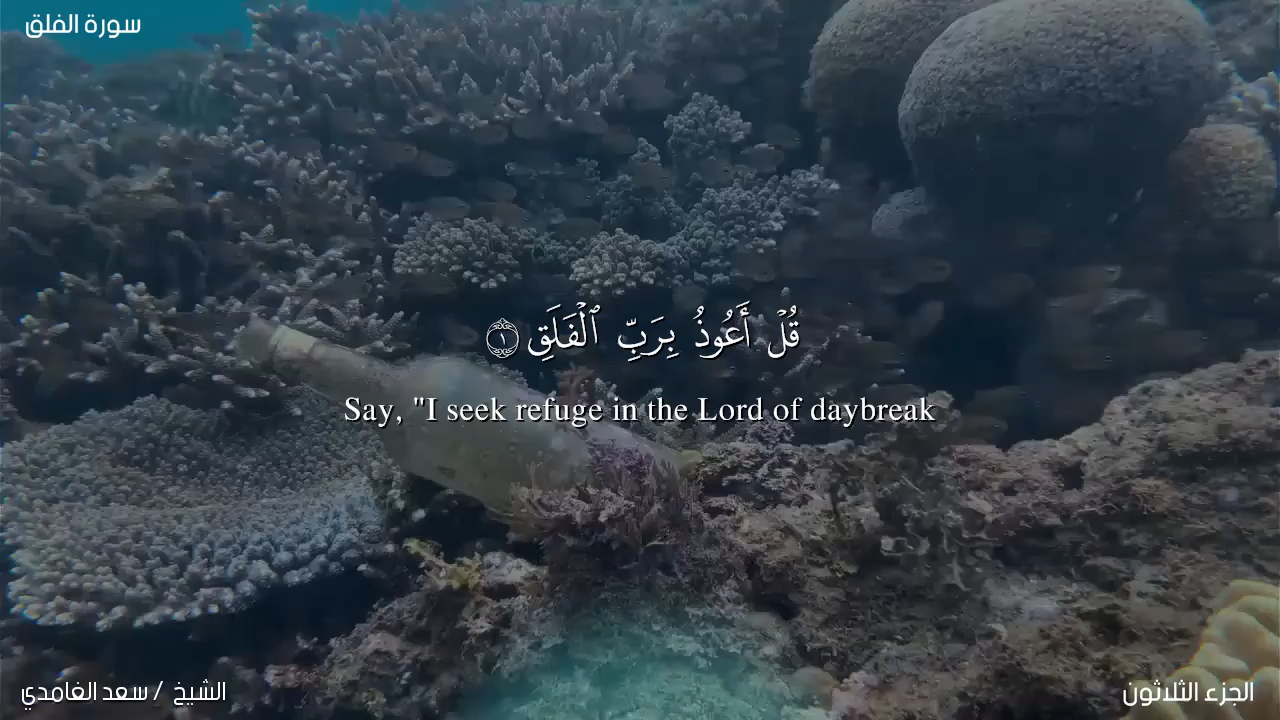 سورة الفلق
قُلۡ أَعُوذُ بِرَبِّ ٱلۡفَلَقِ ١
Say, "I seek refuge in the Lord of daybreak
الشيخ / سعد الغامدي
الجزء الثلاثون